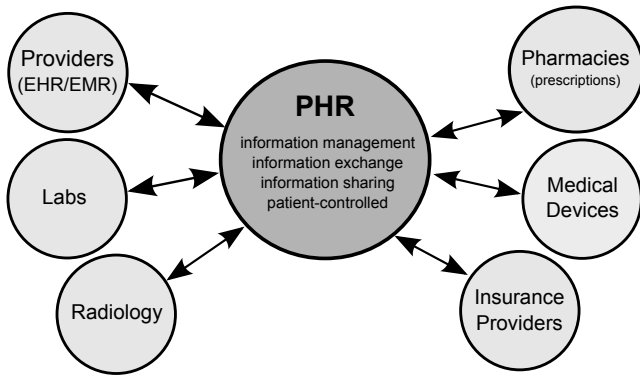 Providers
(EHR/EMR)
Labs
Radiology
PHR
information management
information exchange
information sharing
patient-controlled
Pharmacies
(prescriptions)
Medical
Devices
Insurance
Providers